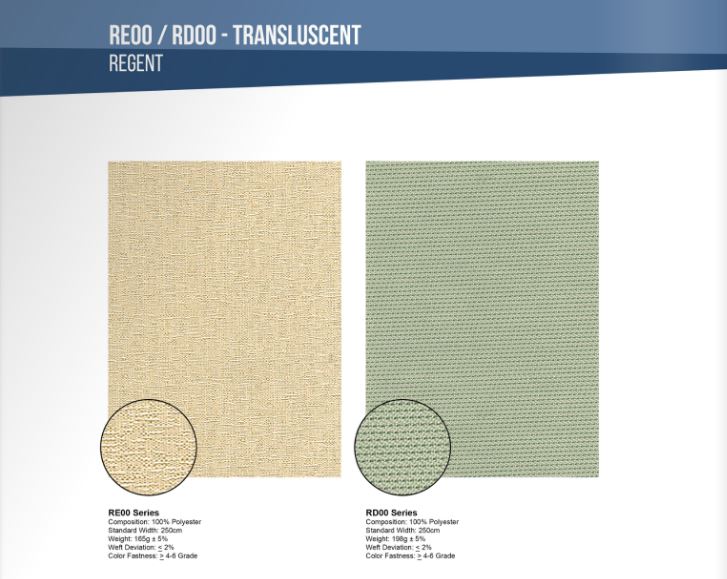 RE00 / RD00 - TRANSLUSCENT
REGENT
RE00 Series
Composition: 100% Polyester
Standard Width: 250cm
Weight: 165g ± 5%
Weft Deviation: ≤ 2%
Color Fastness: ≥ 4-6 Grade
RD00 Series
Composition: 100% Polyester
Standard Width: 250cm
Weight: 198g ± 5%
Weft Deviation: ≤ 2%
Color Fastness: ≥ 4-6 Grade